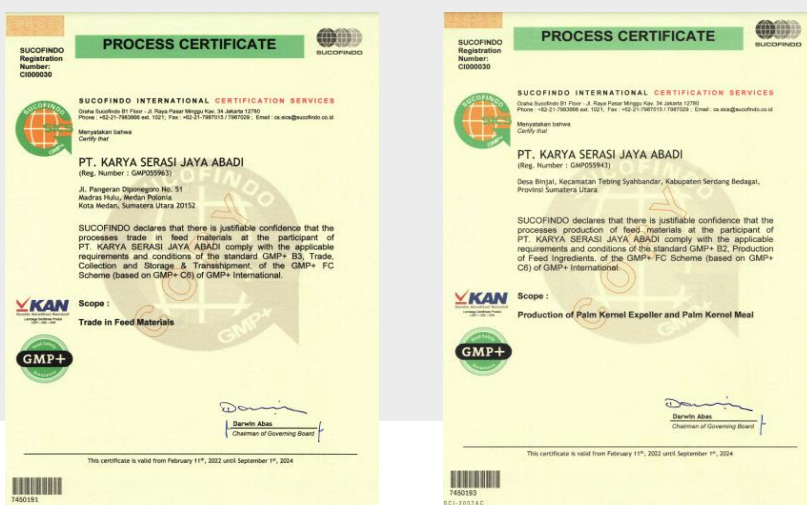 SUCOFINDO
Registration
Number:
CI000030
PROCESS CERTIFICATE
SUCOFINDO
SUCOFINDO INTERNATIONAL CERTIFICATION SERVICES
Graha Sucofindo B1 Floor - Jl. Raya Pasar Minggu Kav. 34 Jakarta 12780
Phone : +62-21-7983666 ext. 1021; Fax : +62-21-7987015 / 7987029 ; Email : cs.sics@sucofindo.co.id
Menyatakan bahwa
Certify that
PT. KARYA SERASI JAYA ABADI
(Reg. Number : GMP055963)
Jl. Pangeran Diponegoro No. 51
Madras Hulu, Medan Polonia
Kota Medan, Sumatera Utara 20152
SUCOFINDO declares that there is justifiable confidence that the
processes trade in feed materials at the participant of
PT. KARYA SERASI JAYA ABADI comply with the applicable
requirements and conditions of the standard GMP+ B3, Trade,
Collection and Storage & Transshipment, of the GMP+ FC
Scheme (based on GMP+ C6) of GMP+ International.
KAN
Scope :
Trade in Feed Materials
GMP+
COPY
Darwin Abas
Chairman of Governing Board
This certificate is valid from February 11th, 2022 until September 1st, 2024
7450191
SUCOFINDO
Registration
Number:
CI000030
PROCESS CERTIFICATE
SUCOFINDO
SUCOFINDO INTERNATIONAL CERTIFICATION SERVICES
Graha Sucofindo B1 Floor - Jl. Raya Pasar Minggu Kav. 34 Jakarta 12780
Phone : +62-21-7983666 ext. 1021; Fax : +62-21-7987015 / 7987029 ; Email : cs.sics@sucofindo.co.id
Menyatakan bahwa
Certify that
PT. KARYA SERASI JAYA ABADI
(Reg. Number : GMP055943)
Desa Binjai, Kecamatan Tebing Syahbandar, Kabupaten Serdang Bedagai,
Provinsi Sumatera Utara
SUCOFINDO declares that there is justifiable confidence that the
processes production of feed materials at the participant of
PT. KARYA SERASI JAYA ABADI comply with the applicable
requirements and conditions of the standard GMP+ B2, Production
of Feed Ingredients, of the GMP+ FC Scheme (based on GMP+
C6) of GMP+ International.
KAN
Scope :
Production of Palm Kernel Expeller and Palm Kernel Meal
GMP+
COPY
Darwin Abas
Chairman of Governing Board
This certificate is valid from February 11th, 2022 until September 1st, 2024
7450193
SCI-2007AC